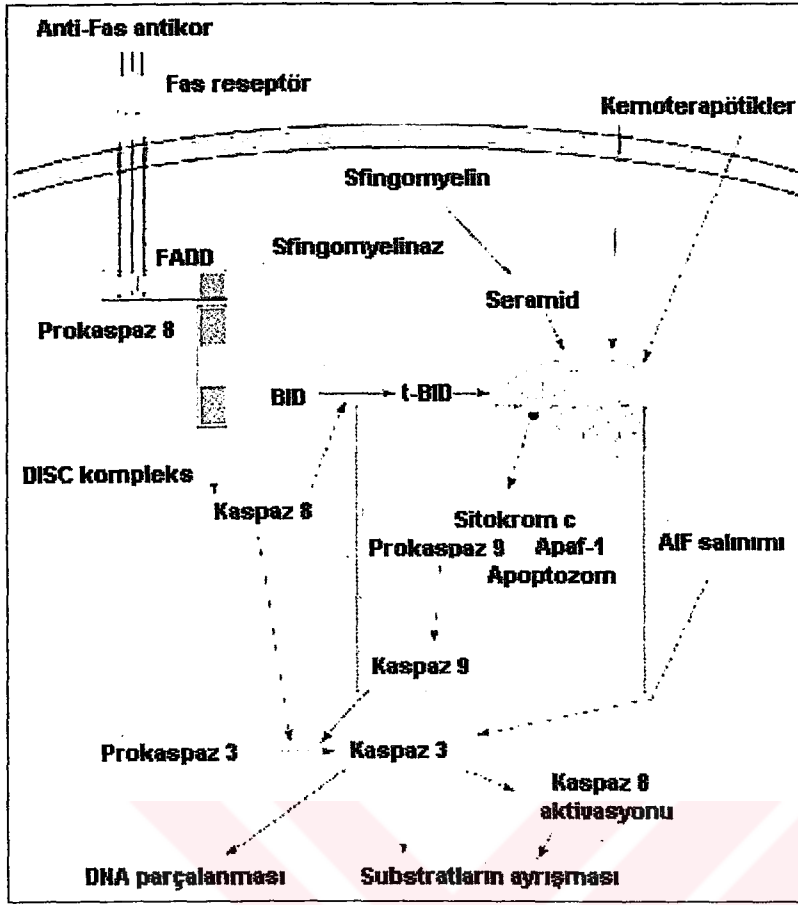 Anti-Fas antikor
Fas reseptör
Kemoterapötikler
Sfingomyelin
FADD
Sfingomyelinaz
Seramid
Prokaspaz 8
BID
t-BID
DISC kompleks
Kaspaz 8
Sitokrom c
Prokaspaz 9 Apaf-1
Apoptozom
AIF salınımı
Kaspaz 9
Prokaspaz 3
Kaspaz 3
Kaspaz 8
aktivasyonu
DNA parçalanması
Substratların ayrışması